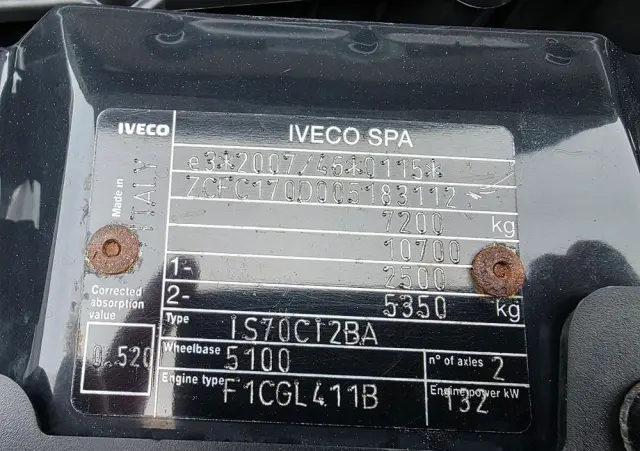 IVECO IVECO SPA
e3*2007/46*0115*
ZCFC170D005183112
7200 kg
10700
1- 2500
2- 5350 kg
Made in ITALY
Corrected absorption value
0.520
Type IS70CI2BA
Wheelbase 5100 n° of axles 2
Engine type F1CGL411B Engine power kW 132